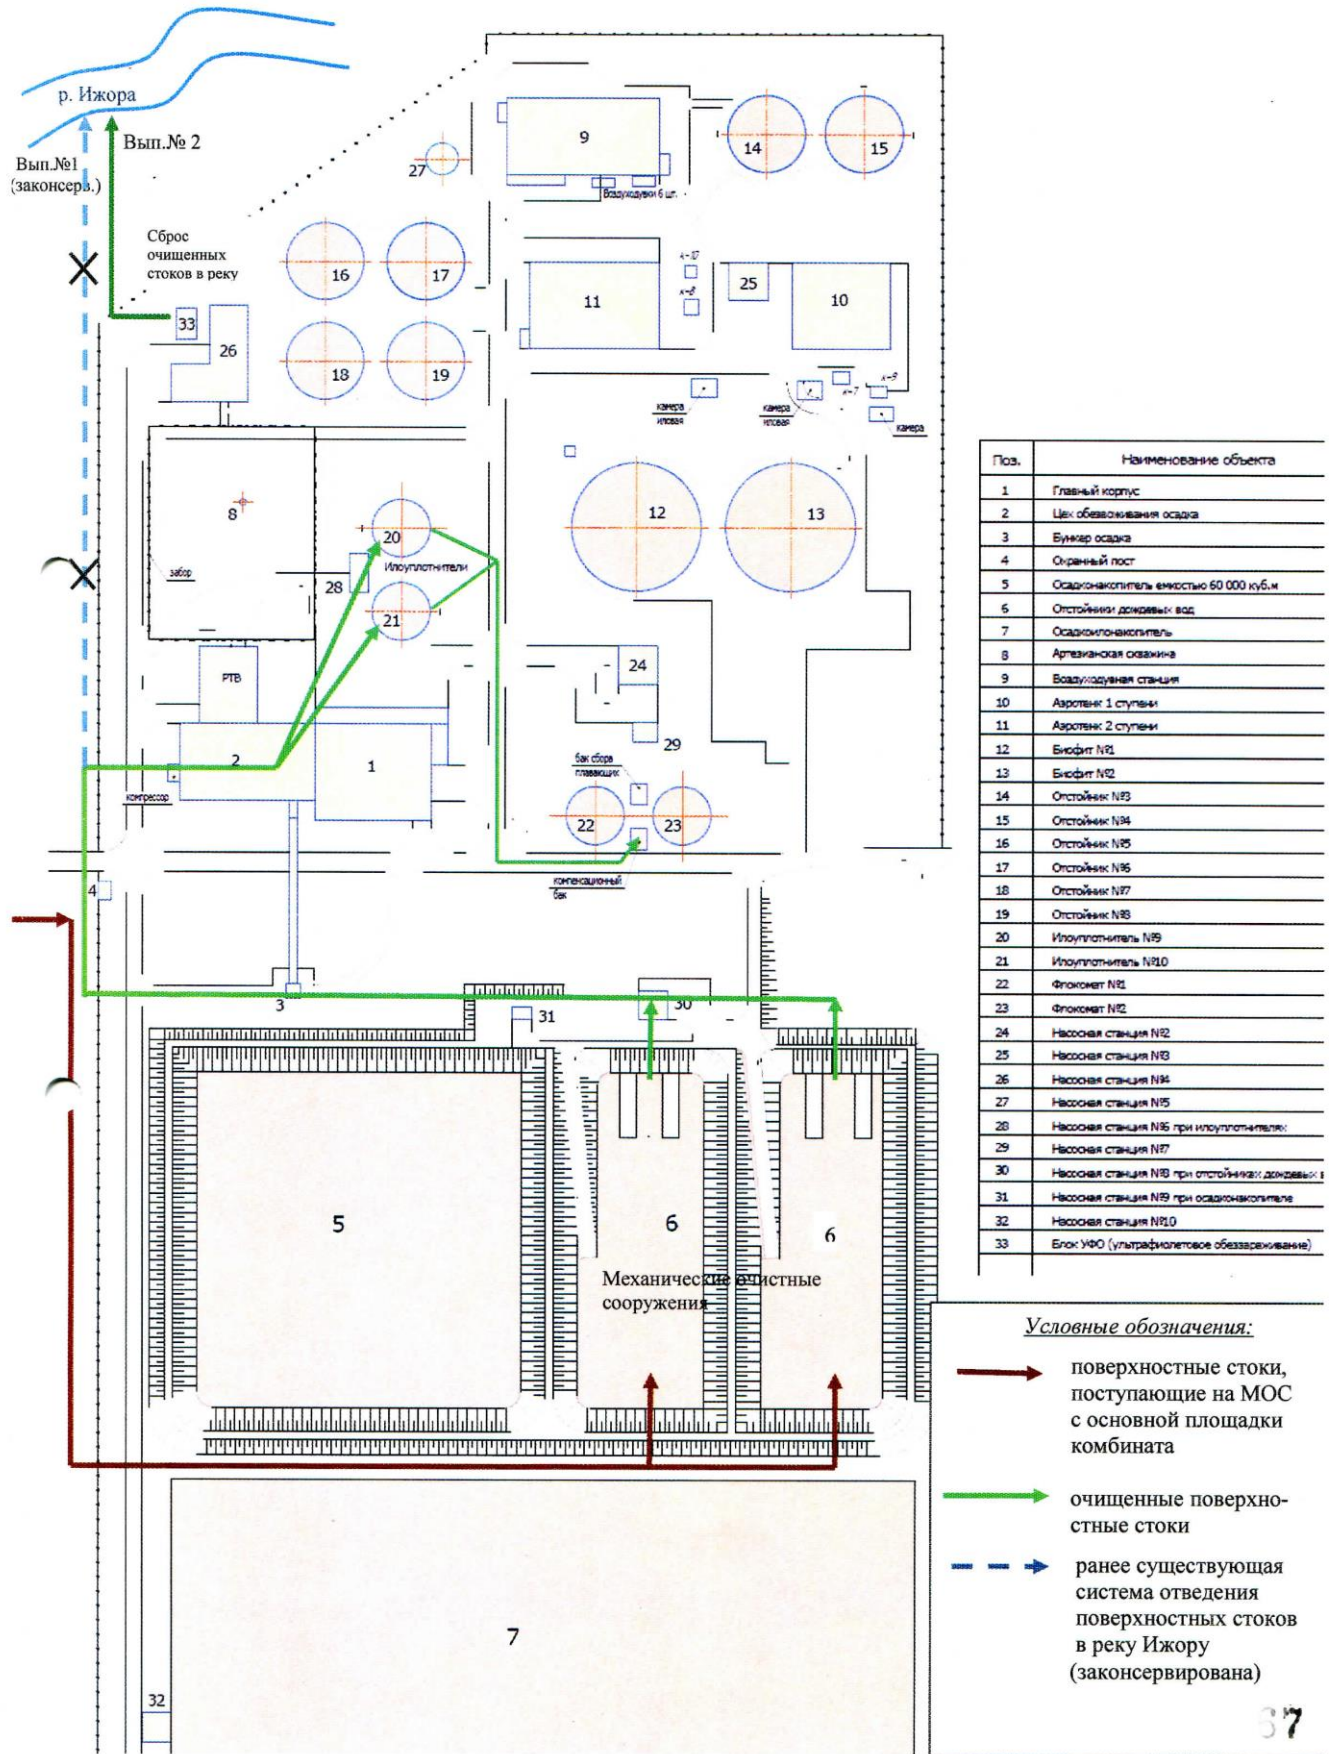 р. Ижора
Вып.№ 2
Вып.№1
(законсерв.)
Сброс
очищенных
стоков в реку
27
9
Воздуходувки 6 шт.
14
15
16
17
18
19
33
26
11
к-10
к-8
25
10
камера
иловая
камера
иловая
к-7
к-9
камера
8
забор
20
Илоуплотнители
28
21
12
13
РТВ
2
1
компрессор
24
29
бак сбора
плавающих
22
23
компенсационный
бак
4
3
31
30
5
6
6
Механические очистные
сооружения
7
32
Поз. Наименование объекта
1 Главный корпус
2 Цех обезвоживания осадка
3 Бункер осадка
4 Охранный пост
5 Осадконакопитель емкостью 60 000 куб.м
6 Отстойники дождевых вод
7 Осадкоилонакопитель
8 Артезианская скважина
9 Воздуходувная станция
10 Аэротенк 1 ступени
11 Аэротенк 2 ступени
12 Биофит №1
13 Биофит №2
14 Отстойник №3
15 Отстойник №4
16 Отстойник №5
17 Отстойник №6
18 Отстойник №7
19 Отстойник №8
20 Илоуплотнитель №9
21 Илоуплотнитель №10
22 Флокомат №1
23 Флокомат №2
24 Насосная станция №2
25 Насосная станция №3
26 Насосная станция №4
27 Насосная станция №5
28 Насосная станция №6 при илоуплотнителях
29 Насосная станция №7
30 Насосная станция №8 при отстойниках дождевых в
31 Насосная станция №9 при осадконакопителе
32 Насосная станция №10
33 Блок УФО (ультрафиолетовое обеззараживание)
Условные обозначения:
поверхностные стоки,
поступающие на МОС
с основной площадки
комбината
очищенные поверхно-
стные стоки
ранее существующая
система отведения
поверхностных стоков
в реку Ижору
(законсервирована)
67